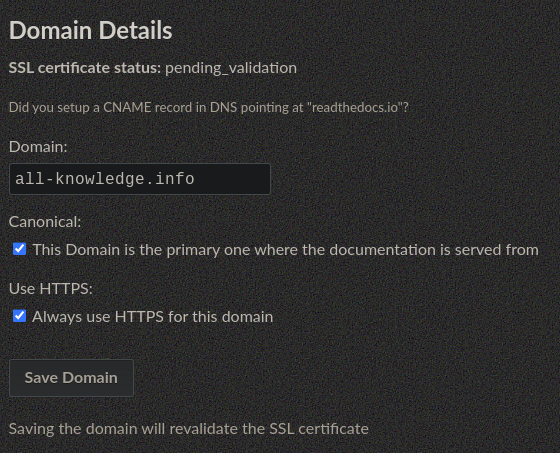 Domain Details
SSL certificate status: pending_validation
Did you setup a CNAME record in DNS pointing at "readthedocs.io"?
Domain:
all-knowledge.info
Canonical:
This Domain is the primary one where the documentation is served from
Use HTTPS:
Always use HTTPS for this domain
Save Domain
Saving the domain will revalidate the SSL certificate